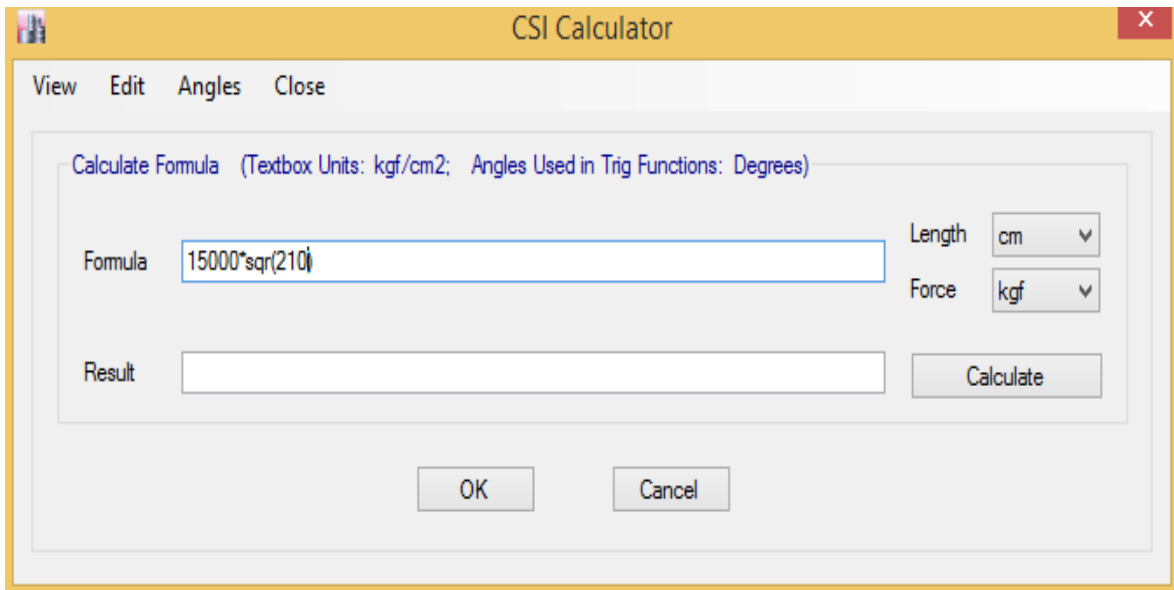 CSI Calculator
X
View Edit Angles Close
Calculate Formula (Textbox Units: kgf/cm2; Angles Used in Trig Functions: Degrees)
Formula 15000*sqr(210) Length cm
Force kgf
Result Calculate
OK Cancel